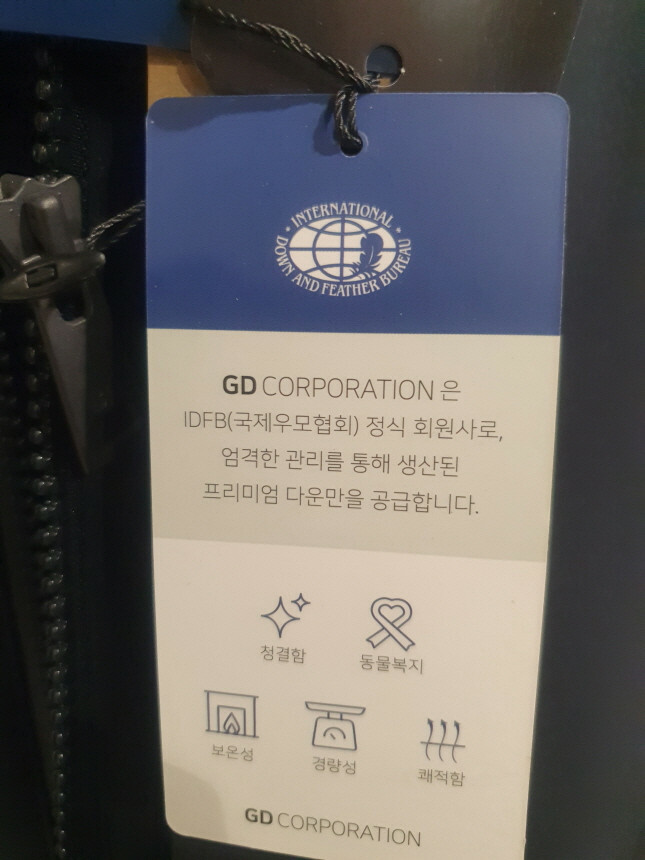 INTERNATIONAL
DOWN AND FEATHER BUREAU
GD CORPORATION 은
IDFB(국제우모협회) 정식 회원사로,
엄격한 관리를 통해 생산된
프리미엄 다운만을 공급합니다.
청결함 동물복지
보온성 경량성 쾌적함
GD CORPORATION